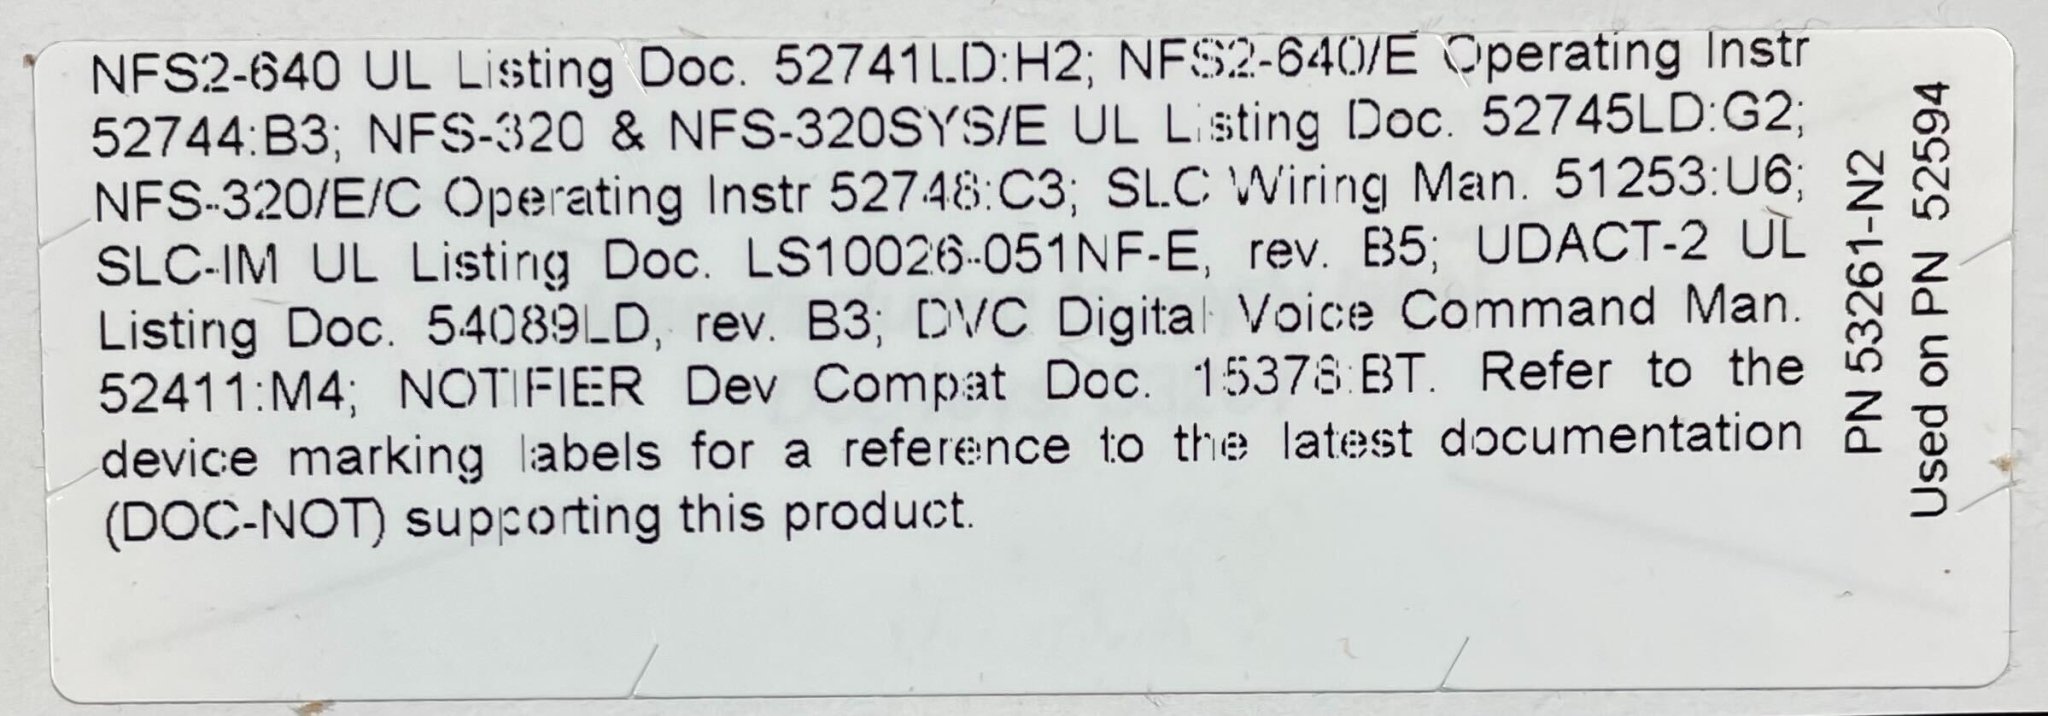 NFS2-640 UL Listing Doc. 52741LD:H2; NFS2-640/E Operating Instr
52744:B3; NFS-320 & NFS-320SYS/E UL Listing Doc. 52745LD:G2;
NFS-320/E/C Operating Instr 52748:C3; SLC Wiring Man. 51253:U6;
SLC-IM UL Listing Doc. LS10026-051NF-E, rev. B5; UDACT-2 UL
Listing Doc. 54089LD, rev. B3; DVC Digital Voice Command Man.
52411:M4; NOTIFIER Dev Compat Doc. 15378:BT. Refer to the
device marking labels for a reference to the latest documentation
(DOC-NOT) supporting this product.
PN 53261-N2
Used on PN 52594